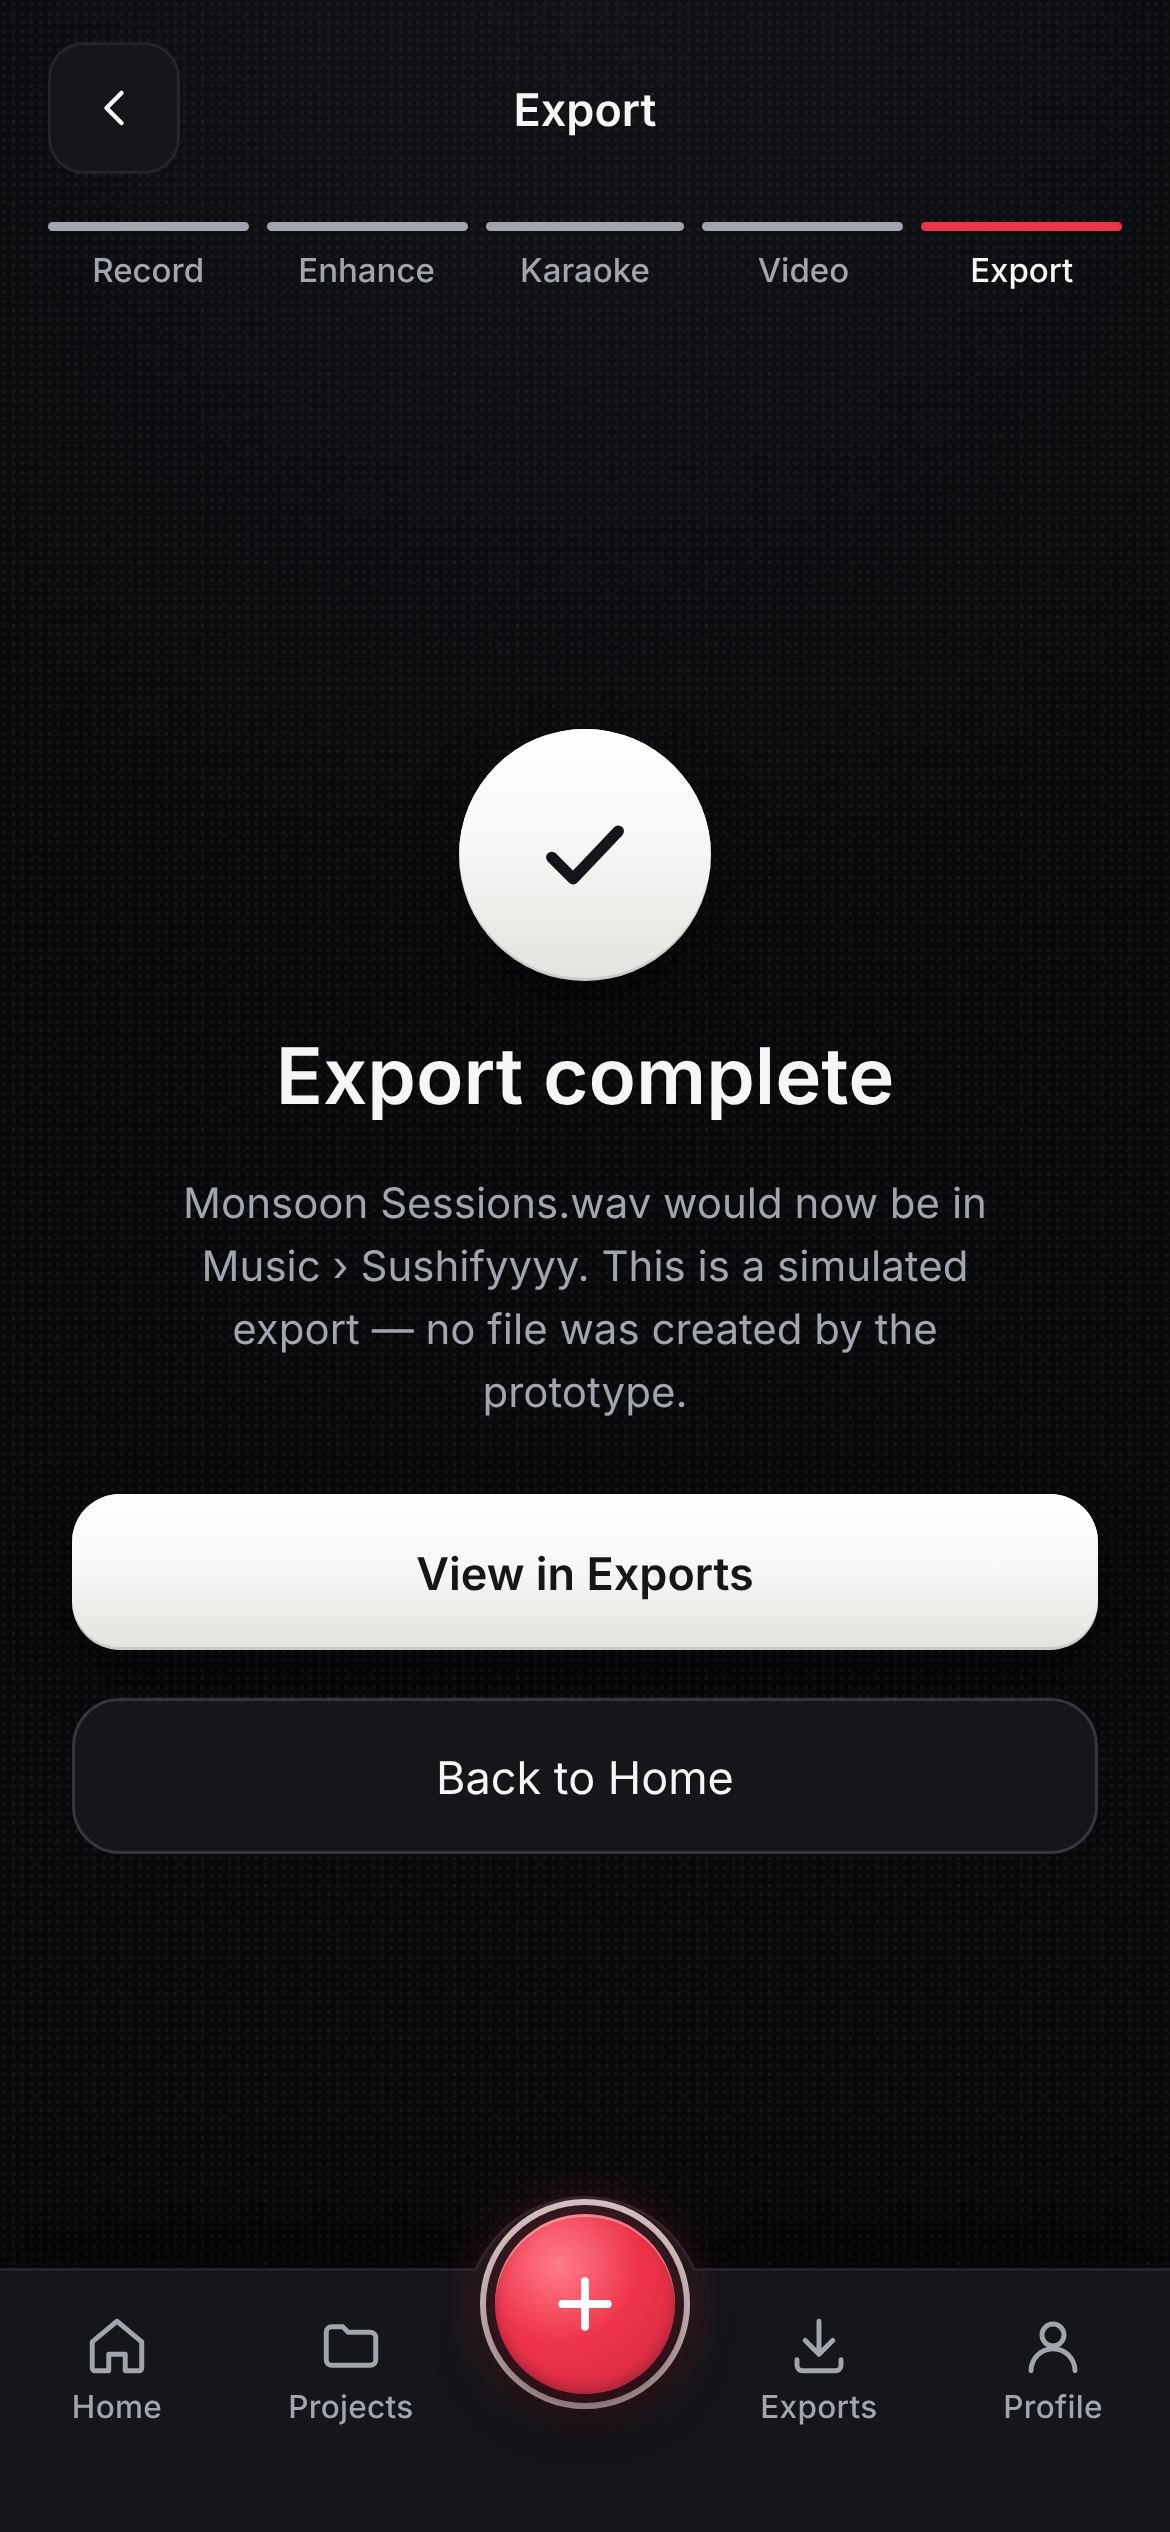 Export
Record
Enhance
Karaoke
Video
Export
Export complete
Monsoon Sessions.wav would now be in
Music › Sushifyyyy. This is a simulated
export — no file was created by the
prototype.
View in Exports
Back to Home
Home
Projects
Exports
Profile